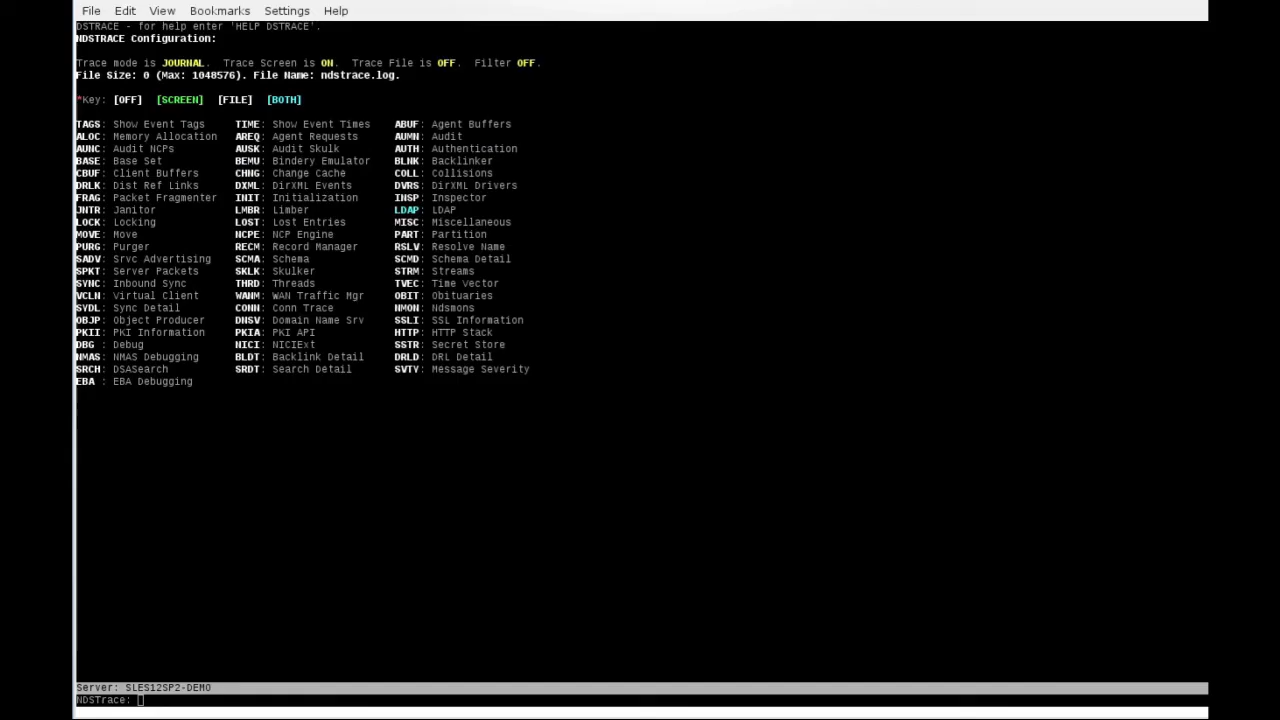 File Edit View Bookmarks Settings Help
DSTRACE - for help enter 'HELP DSTRACE'.
NDSTRACE Configuration:
Trace mode is JOURNAL. Trace Screen is ON. Trace File is OFF. Filter OFF.
File Size: 0 (Max: 1048576). File Name: ndstrace.log.
*Key: [OFF] [SCREEN] [FILE] [BOTH]
TAGS: Show Event Tags TIME: Show Event Times ABUF: Agent Buffers
ALOC: Memory Allocation AREQ: Agent Requests AUMN: Audit
AUNC: Audit NCPs AUSK: Audit Skulk AUTH: Authentication
BASE: Base Set BEMU: Bindery Emulator BLNK: Backlinker
CBUF: Client Buffers CHNG: Change Cache COLL: Collisions
DRLK: Dist Ref Links DXML: DirXML Events DVRS: DirXML Drivers
FRAG: Packet Fragmenter INIT: Initialization INSP: Inspector
JNTR: Janitor LMBR: Limber LDAP: LDAP
LOCK: Locking LOST: Lost Entries MISC: Miscellaneous
MOVE: Move NCPE: NCP Engine PART: Partition
PURG: Purger RECM: Record Manager RSLV: Resolve Name
SADV: Srvc Advertising SCMA: Schema SCMD: Schema Detail
SPKT: Server Packets SKLK: Skulker STRM: Streams
SYNC: Inbound Sync THRD: Threads TVEC: Time Vector
VCLN: Virtual Client WANM: WAN Traffic Mgr OBIT: Obituaries
SYDL: Sync Detail CONN: Conn Trace NMON: Ndsmons
OBJP: Object Producer DNSV: Domain Name Srv SSLI: SSL Information
PKII: PKI Information PKIA: PKI API HTTP: HTTP Stack
DBG : Debug NICI: NICIExt SSTR: Secret Store
NMAS: NMAS Debugging BLDT: Backlink Detail DRLD: DRL Detail
SRCH: DSASearch SRDT: Search Detail SVTY: Message Severity
EBA : EBA Debugging
Server: SLES12SP2-DEMO
NDSTrace: